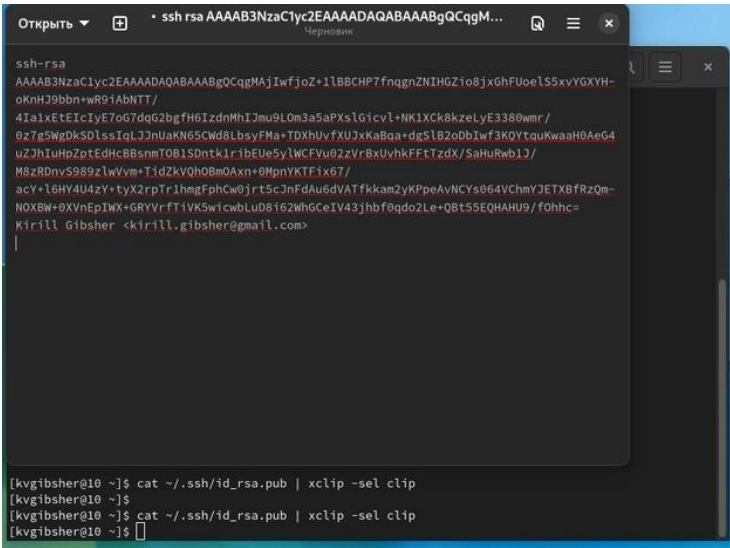 Открыть
• ssh rsa AAAAB3NzaC1yc2EAAAADAQABAAABgQCqgM...
Черновик
ssh-rsa
AAAAB3NzaC1yc2EAAAADAQABAAABgQCqgMAjIwfjoZ+1lBBCHP7fnqgnZNIHGZio8jxGhFUoelS5xvYGXYH-
oKnHJ9bbn+wR9iAbNTT/
4Ia1xEtEIcIyE7oG7dqG2bgfH6IzdnMhIJmu9LOm3a5aPXslGicvl+NK1XCk8kzeLyE3380wmr/
0z7g5WgDkSDlssIqLJJnUaKN65CWd8LbsyFMa+TDXhUvfXUJxKaBqa+dgSlB2oDbIwf3KQYtquKwaaH0AeG4
uZJhIuHpZptEdHcBBsnmTOB1SDntk1ribEUe5ylWCFVu02zVrBxUvhkFFtTzdX/SaHuRwb1J/
M8zRDnvS989zlwVvm+TidZkVQhOBmOAxn+0MpnYKTFix67/
acY+l6HY4U4zY+tyX2rpTr1hmgFphCw0jrt5cJnFdAu6dVATfkkam2yKPpeAvNCYs064VChmYJETXBfRzQm-
NOXBW+0XVnEpIWX+GRYVrfTiVK5wicwbLuD8i62WhGCeIV43jhbf0qdo2Le+QBt55EQHAHU9/fOhhc=
Kirill Gibsher <kirill.gibsher@gmail.com>
[kvgibsher@10 ~]$ cat ~/.ssh/id_rsa.pub | xclip -sel clip
[kvgibsher@10 ~]$
[kvgibsher@10 ~]$ cat ~/.ssh/id_rsa.pub | xclip -sel clip
[kvgibsher@10 ~]$